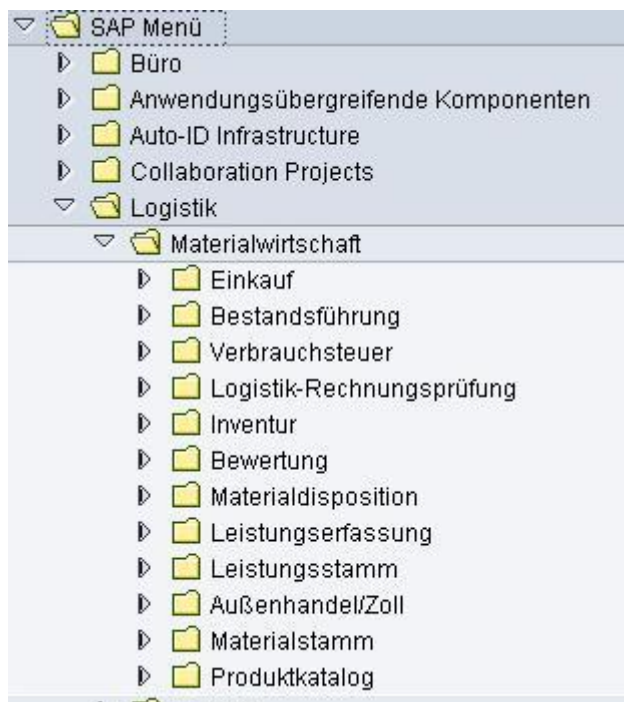 SAP Menü
Büro
Anwendungsübergreifende Komponenten
Auto-ID Infrastructure
Collaboration Projects
Logistik
Materialwirtschaft
Einkauf
Bestandsführung
Verbrauchsteuer
Logistik-Rechnungsprüfung
Inventur
Bewertung
Materialdisposition
Leistungserfassung
Leistungsstamm
Außenhandel/Zoll
Materialstamm
Produktkatalog